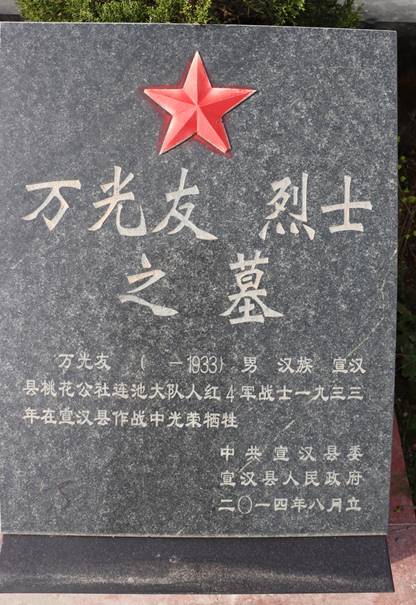 万光友 烈士
之墓
万光友 ( －1933) 男 汉族 宣汉
县桃花公社莲池大队人红4军战士一九三三
年在宣汉县作战中光荣牺牲
中共宣汉县委
宣汉县人民政府
二〇一四年八月立